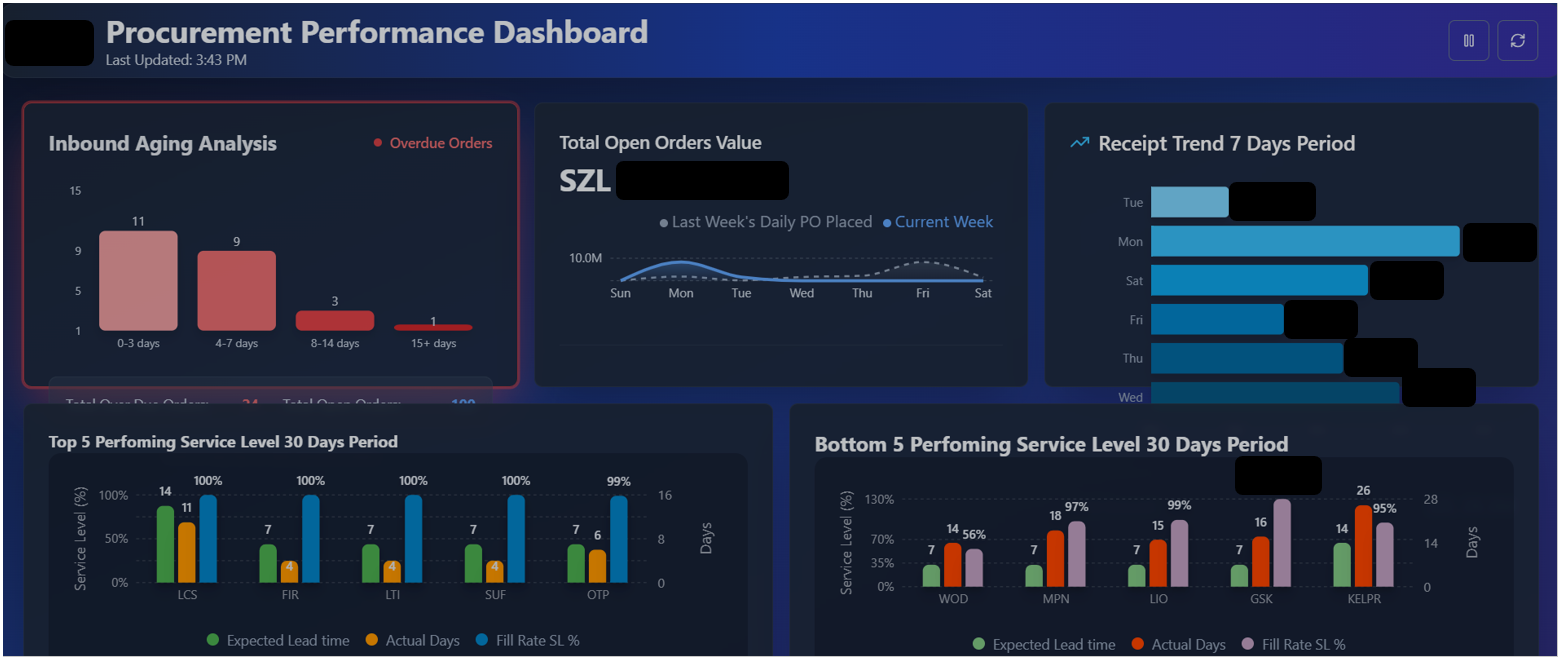 Procurement Performance Dashboard
Last Updated: 3:43 PM
Inbound Aging Analysis
Overdue Orders
15
9
5
1
11
9
3
1
0-3 days
4-7 days
8-14 days
15+ days
Total Over Due Orders: 24 Total Open Orders: 100
Total Open Orders Value
SZL
Last Week's Daily PO Placed
Current Week
10.0M
Sun Mon Tue Wed Thu Fri Sat
Receipt Trend 7 Days Period
Tue
Mon
Sat
Fri
Thu
Wed
Top 5 Perfoming Service Level 30 Days Period
Service Level (%)
100%
50%
0%
14 11 100%
7 4 100%
7 4 100%
7 4 100%
7 6 99%
16
8
0
Days
LCS FIR LTI SUF OTP
Expected Lead time Actual Days Fill Rate SL %
Bottom 5 Perfoming Service Level 30 Days Period
Service Level (%)
130%
70%
35%
0%
7 14 56%
7 18 97%
7 15 99%
7 16
14 26 95%
28
14
0
Days
WOD MPN LIO GSK KELPR
Expected Lead time Actual Days Fill Rate SL %